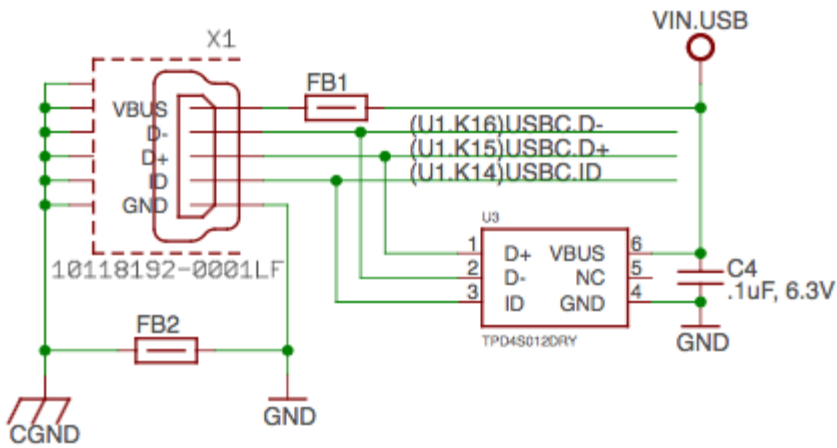 VIN.USB
X1
FB1
VBUS
D-
D+
ID
GND
(U1.K16)USBC.D-
(U1.K15)USBC.D+
(U1.K14)USBC.ID
10118192-0001LF
U3
1 D+ VBUS 6
2 D- NC 5
3 ID GND 4
TPD4S012DRY
C4
.1uF, 6.3V
GND
FB2
CGND
GND